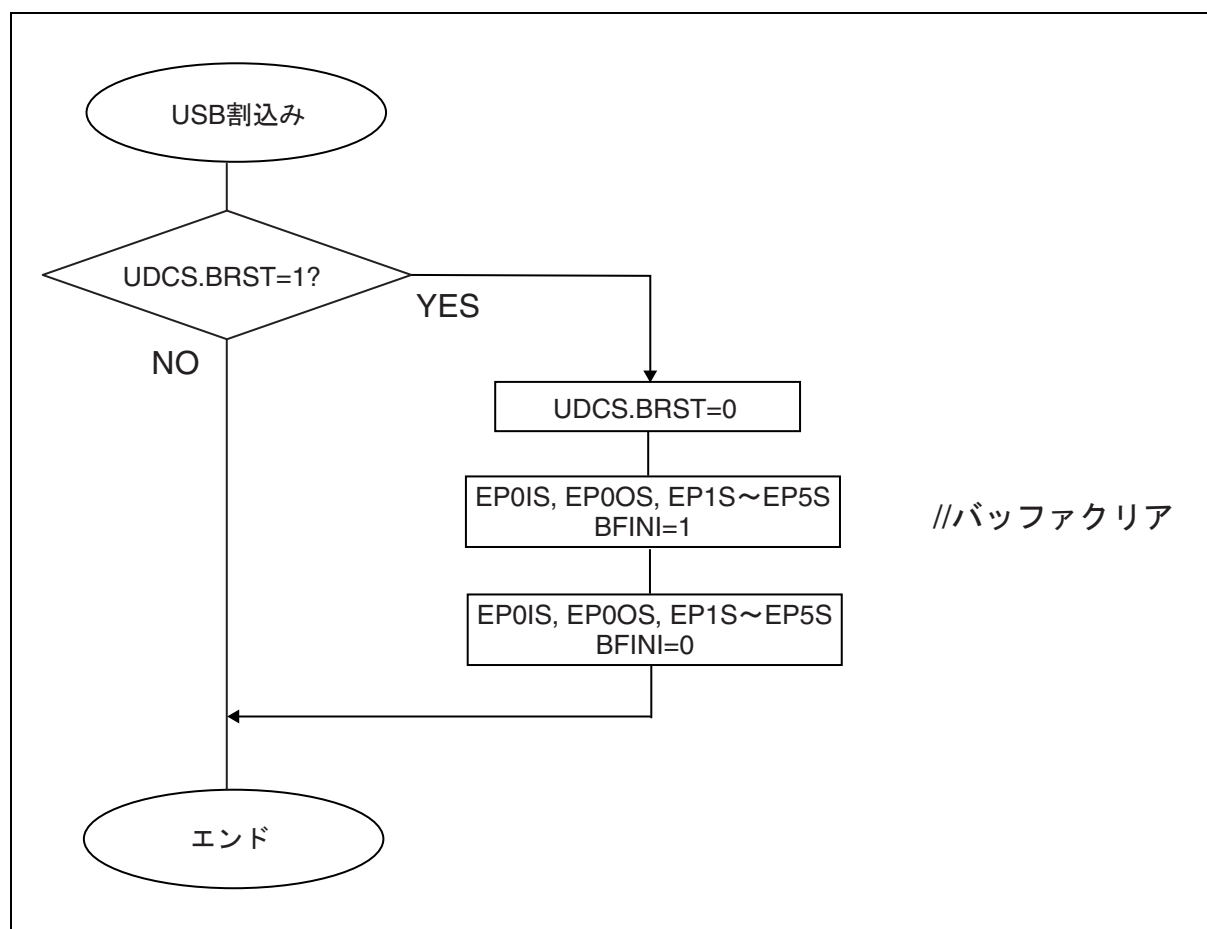 USB割込み
UDCS.BRST=1?
YES
NO
UDCS.BRST=0
EP0IS, EP0OS, EP1S～EP5S
BFINI=1
//バッファクリア
EP0IS, EP0OS, EP1S～EP5S
BFINI=0
エンド